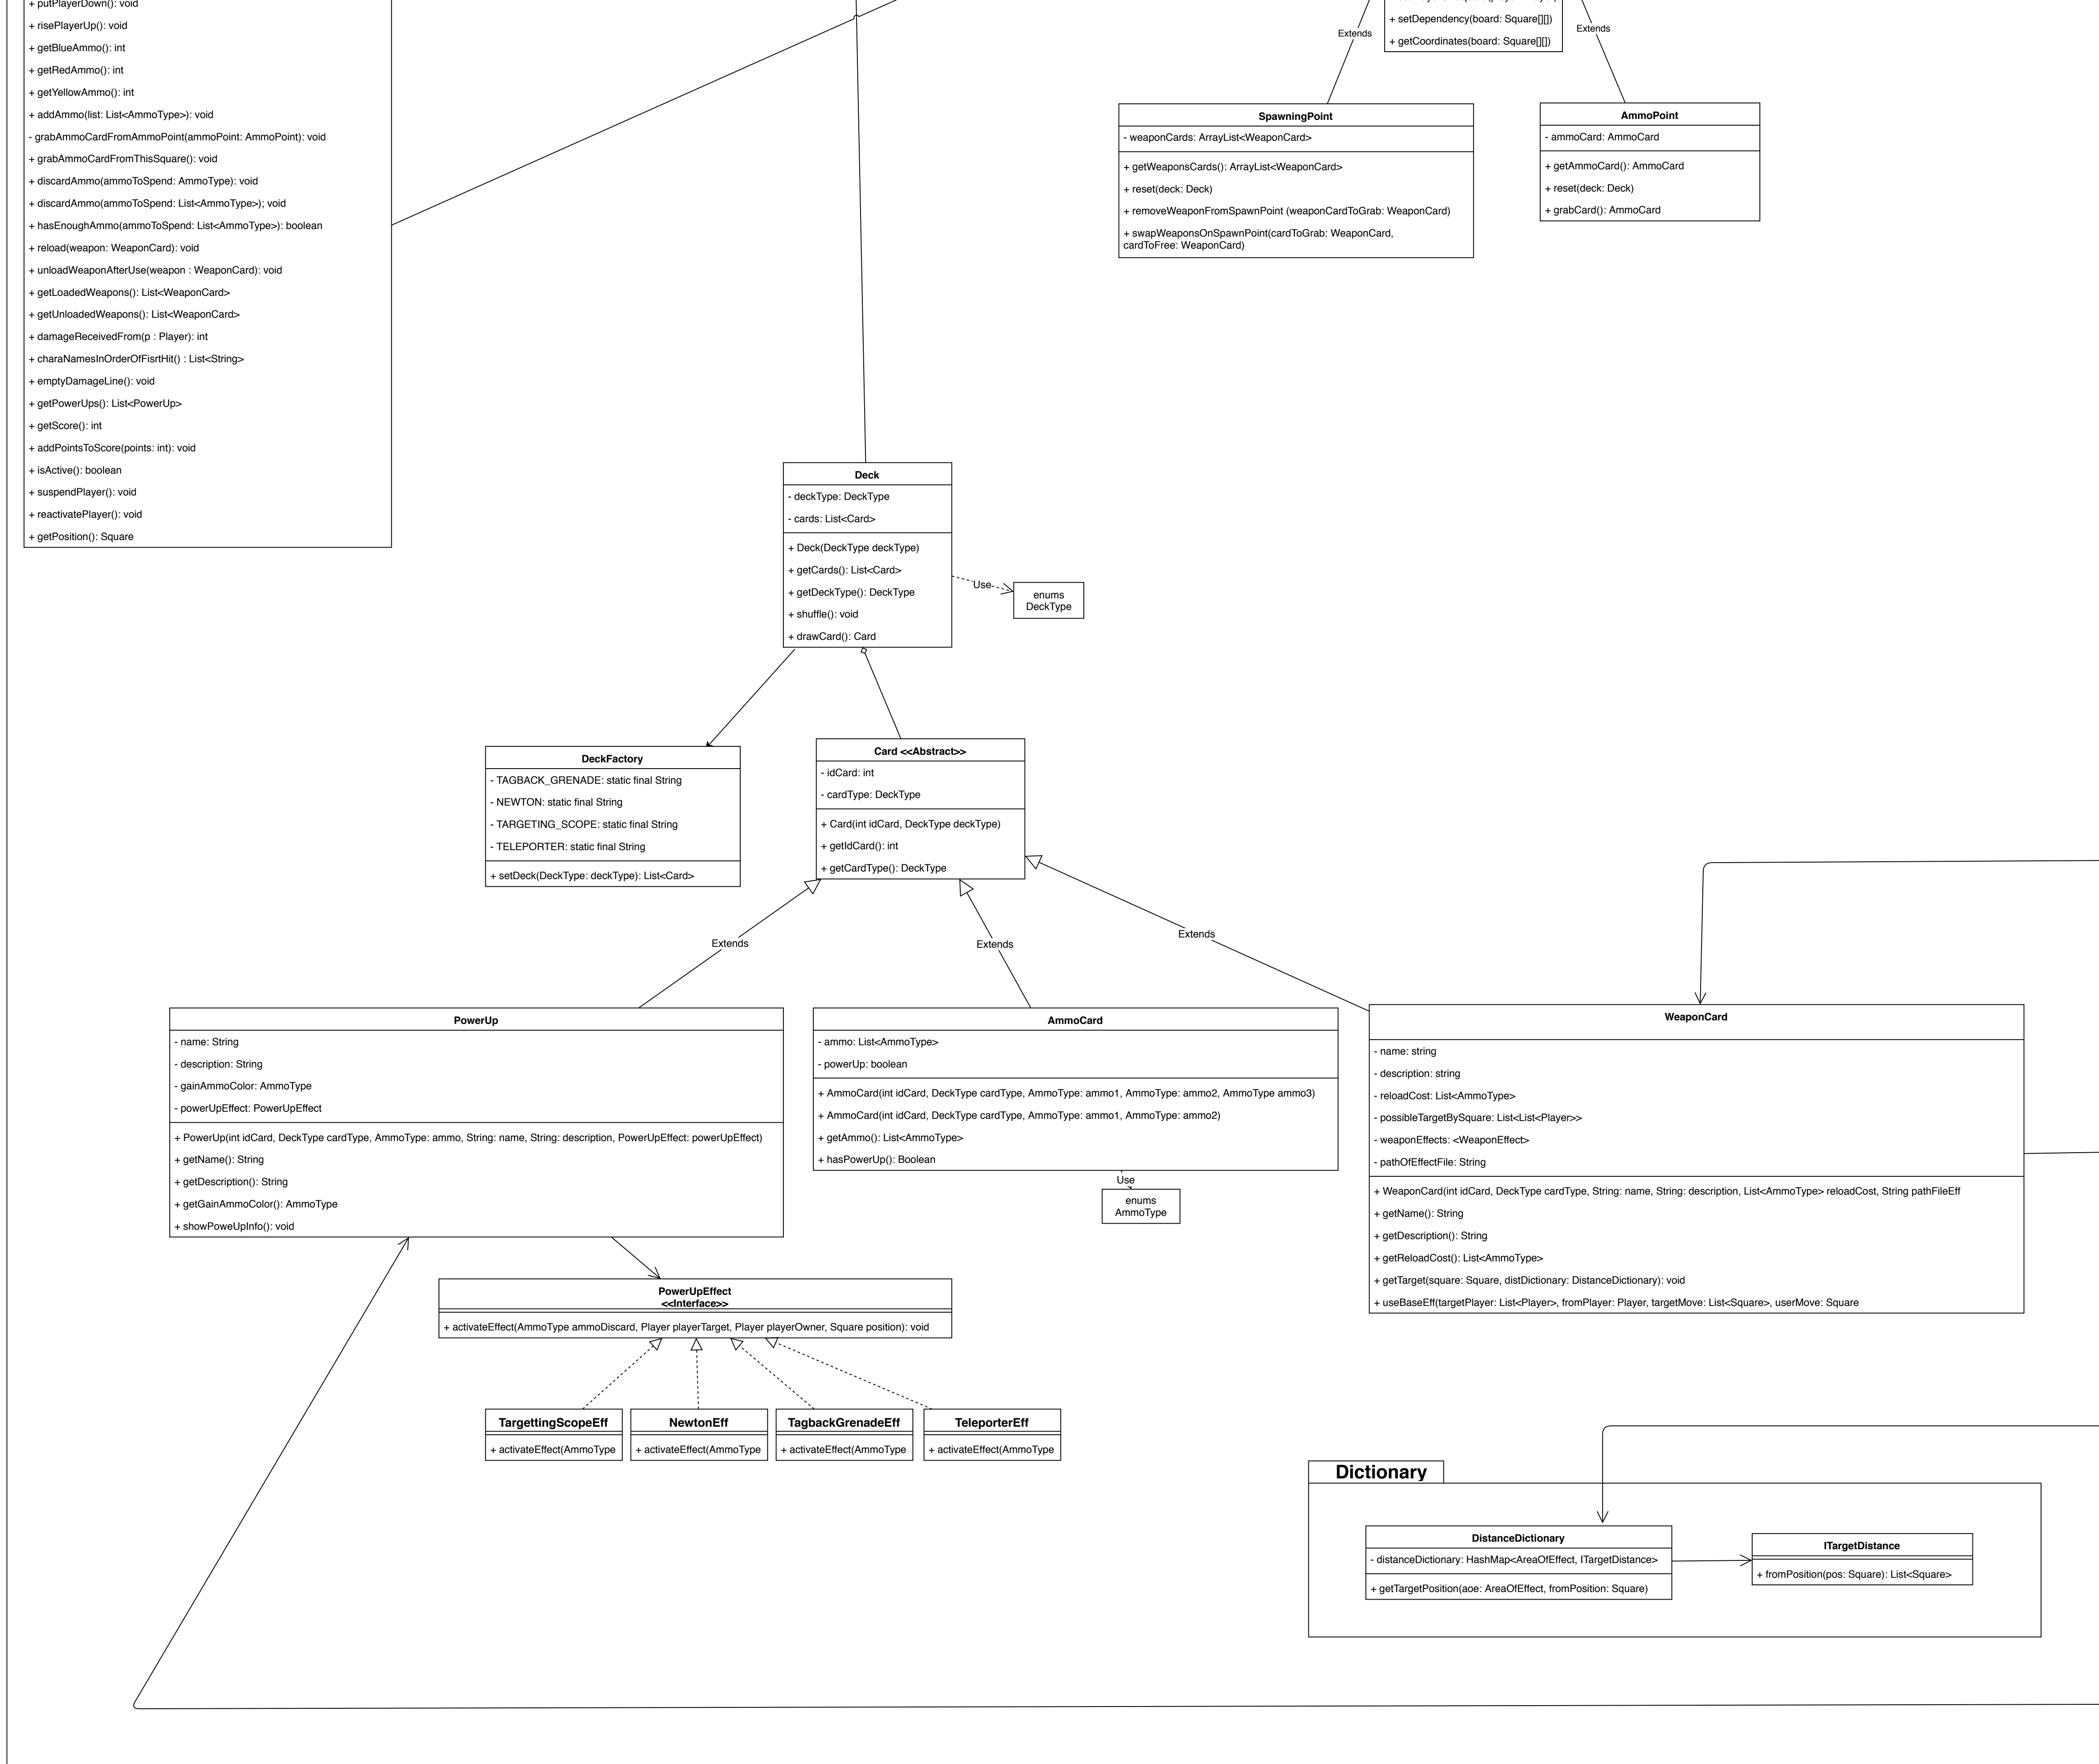 + putPlayerDown(): void
+ risePlayerUp(): void
+ getBlueAmmo(): int
+ getRedAmmo(): int
+ getYellowAmmo(): int
+ addAmmo(list: List<AmmoType>): void
- grabAmmoCardFromAmmoPoint(ammoPoint: AmmoPoint): void
+ grabAmmoCardFromThisSquare(): void
+ discardAmmo(ammoToSpend: AmmoType): void
+ discardAmmo(ammoToSpend: List<AmmoType>); void
+ hasEnoughAmmo(ammoToSpend: List<AmmoType>): boolean
+ reload(weapon: WeaponCard): void
+ unloadWeaponAfterUse(weapon : WeaponCard): void
+ getLoadedWeapons(): List<WeaponCard>
+ getUnloadedWeapons(): List<WeaponCard>
+ damageReceivedFrom(p : Player): int
+ charaNamesInOrderOfFisrtHit() : List<String>
+ emptyDamageLine(): void
+ getPowerUps(): List<PowerUp>
+ getScore(): int
+ addPointsToScore(points: int): void
+ isActive(): boolean
+ suspendPlayer(): void
+ reactivatePlayer(): void
+ getPosition(): Square
+ setDependency(board: Square[][])
+ getCoordinates(board: Square[][])
Extends
Extends
SpawningPoint
- weaponCards: ArrayList<WeaponCard>
+ getWeaponsCards(): ArrayList<WeaponCard>
+ reset(deck: Deck)
+ removeWeaponFromSpawnPoint (weaponCardToGrab: WeaponCard)
+ swapWeaponsOnSpawnPoint(cardToGrab: WeaponCard,
cardToFree: WeaponCard)
AmmoPoint
- ammoCard: AmmoCard
+ getAmmoCard(): AmmoCard
+ reset(deck: Deck)
+ grabCard(): AmmoCard
Deck
- deckType: DeckType
- cards: List<Card>
+ Deck(DeckType deckType)
+ getCards(): List<Card>
+ getDeckType(): DeckType
+ shuffle(): void
+ drawCard(): Card
Use
enums
DeckType
DeckFactory
- TAGBACK_GRENADE: static final String
- NEWTON: static final String
- TARGETING_SCOPE: static final String
- TELEPORTER: static final String
+ setDeck(DeckType: deckType): List<Card>
Card <<Abstract>>
- idCard: int
- cardType: DeckType
+ Card(int idCard, DeckType deckType)
+ getIdCard(): int
+ getCardType(): DeckType
Extends
Extends
Extends
PowerUp
- name: String
- description: String
- gainAmmoColor: AmmoType
- powerUpEffect: PowerUpEffect
+ PowerUp(int idCard, DeckType cardType, AmmoType: ammo, String: name, String: description, PowerUpEffect: powerUpEffect)
+ getName(): String
+ getDescription(): String
+ getGainAmmoColor(): AmmoType
+ showPoweUpInfo(): void
AmmoCard
- ammo: List<AmmoType>
- powerUp: boolean
+ AmmoCard(int idCard, DeckType cardType, AmmoType: ammo1, AmmoType: ammo2, AmmoType ammo3)
+ AmmoCard(int idCard, DeckType cardType, AmmoType: ammo1, AmmoType: ammo2)
+ getAmmo(): List<AmmoType>
+ hasPowerUp(): Boolean
Use
enums
AmmoType
WeaponCard
- name: string
- description: string
- reloadCost: List<AmmoType>
- possibleTargetBySquare: List<List<Player>>
- weaponEffects: <WeaponEffect>
- pathOfEffectFile: String
+ WeaponCard(int idCard, DeckType cardType, String: name, String: description, List<AmmoType> reloadCost, String pathFileEff
+ getName(): String
+ getDescription(): String
+ getReloadCost(): List<AmmoType>
+ getTarget(square: Square, distDictionary: DistanceDictionary): void
+ useBaseEff(targetPlayer: List<Player>, fromPlayer: Player, targetMove: List<Square>, userMove: Square
PowerUpEffect
<<Interface>>
+ activateEffect(AmmoType ammoDiscard, Player playerTarget, Player playerOwner, Square position): void
TargettingScopeEff
+ activateEffect(AmmoType
NewtonEff
+ activateEffect(AmmoType
TagbackGrenadeEff
+ activateEffect(AmmoType
TeleporterEff
+ activateEffect(AmmoType
Dictionary
DistanceDictionary
- distanceDictionary: HashMap<AreaOfEffect, ITargetDistance>
+ getTargetPosition(aoe: AreaOfEffect, fromPosition: Square)
ITargetDistance
+ fromPosition(pos: Square): List<Square>